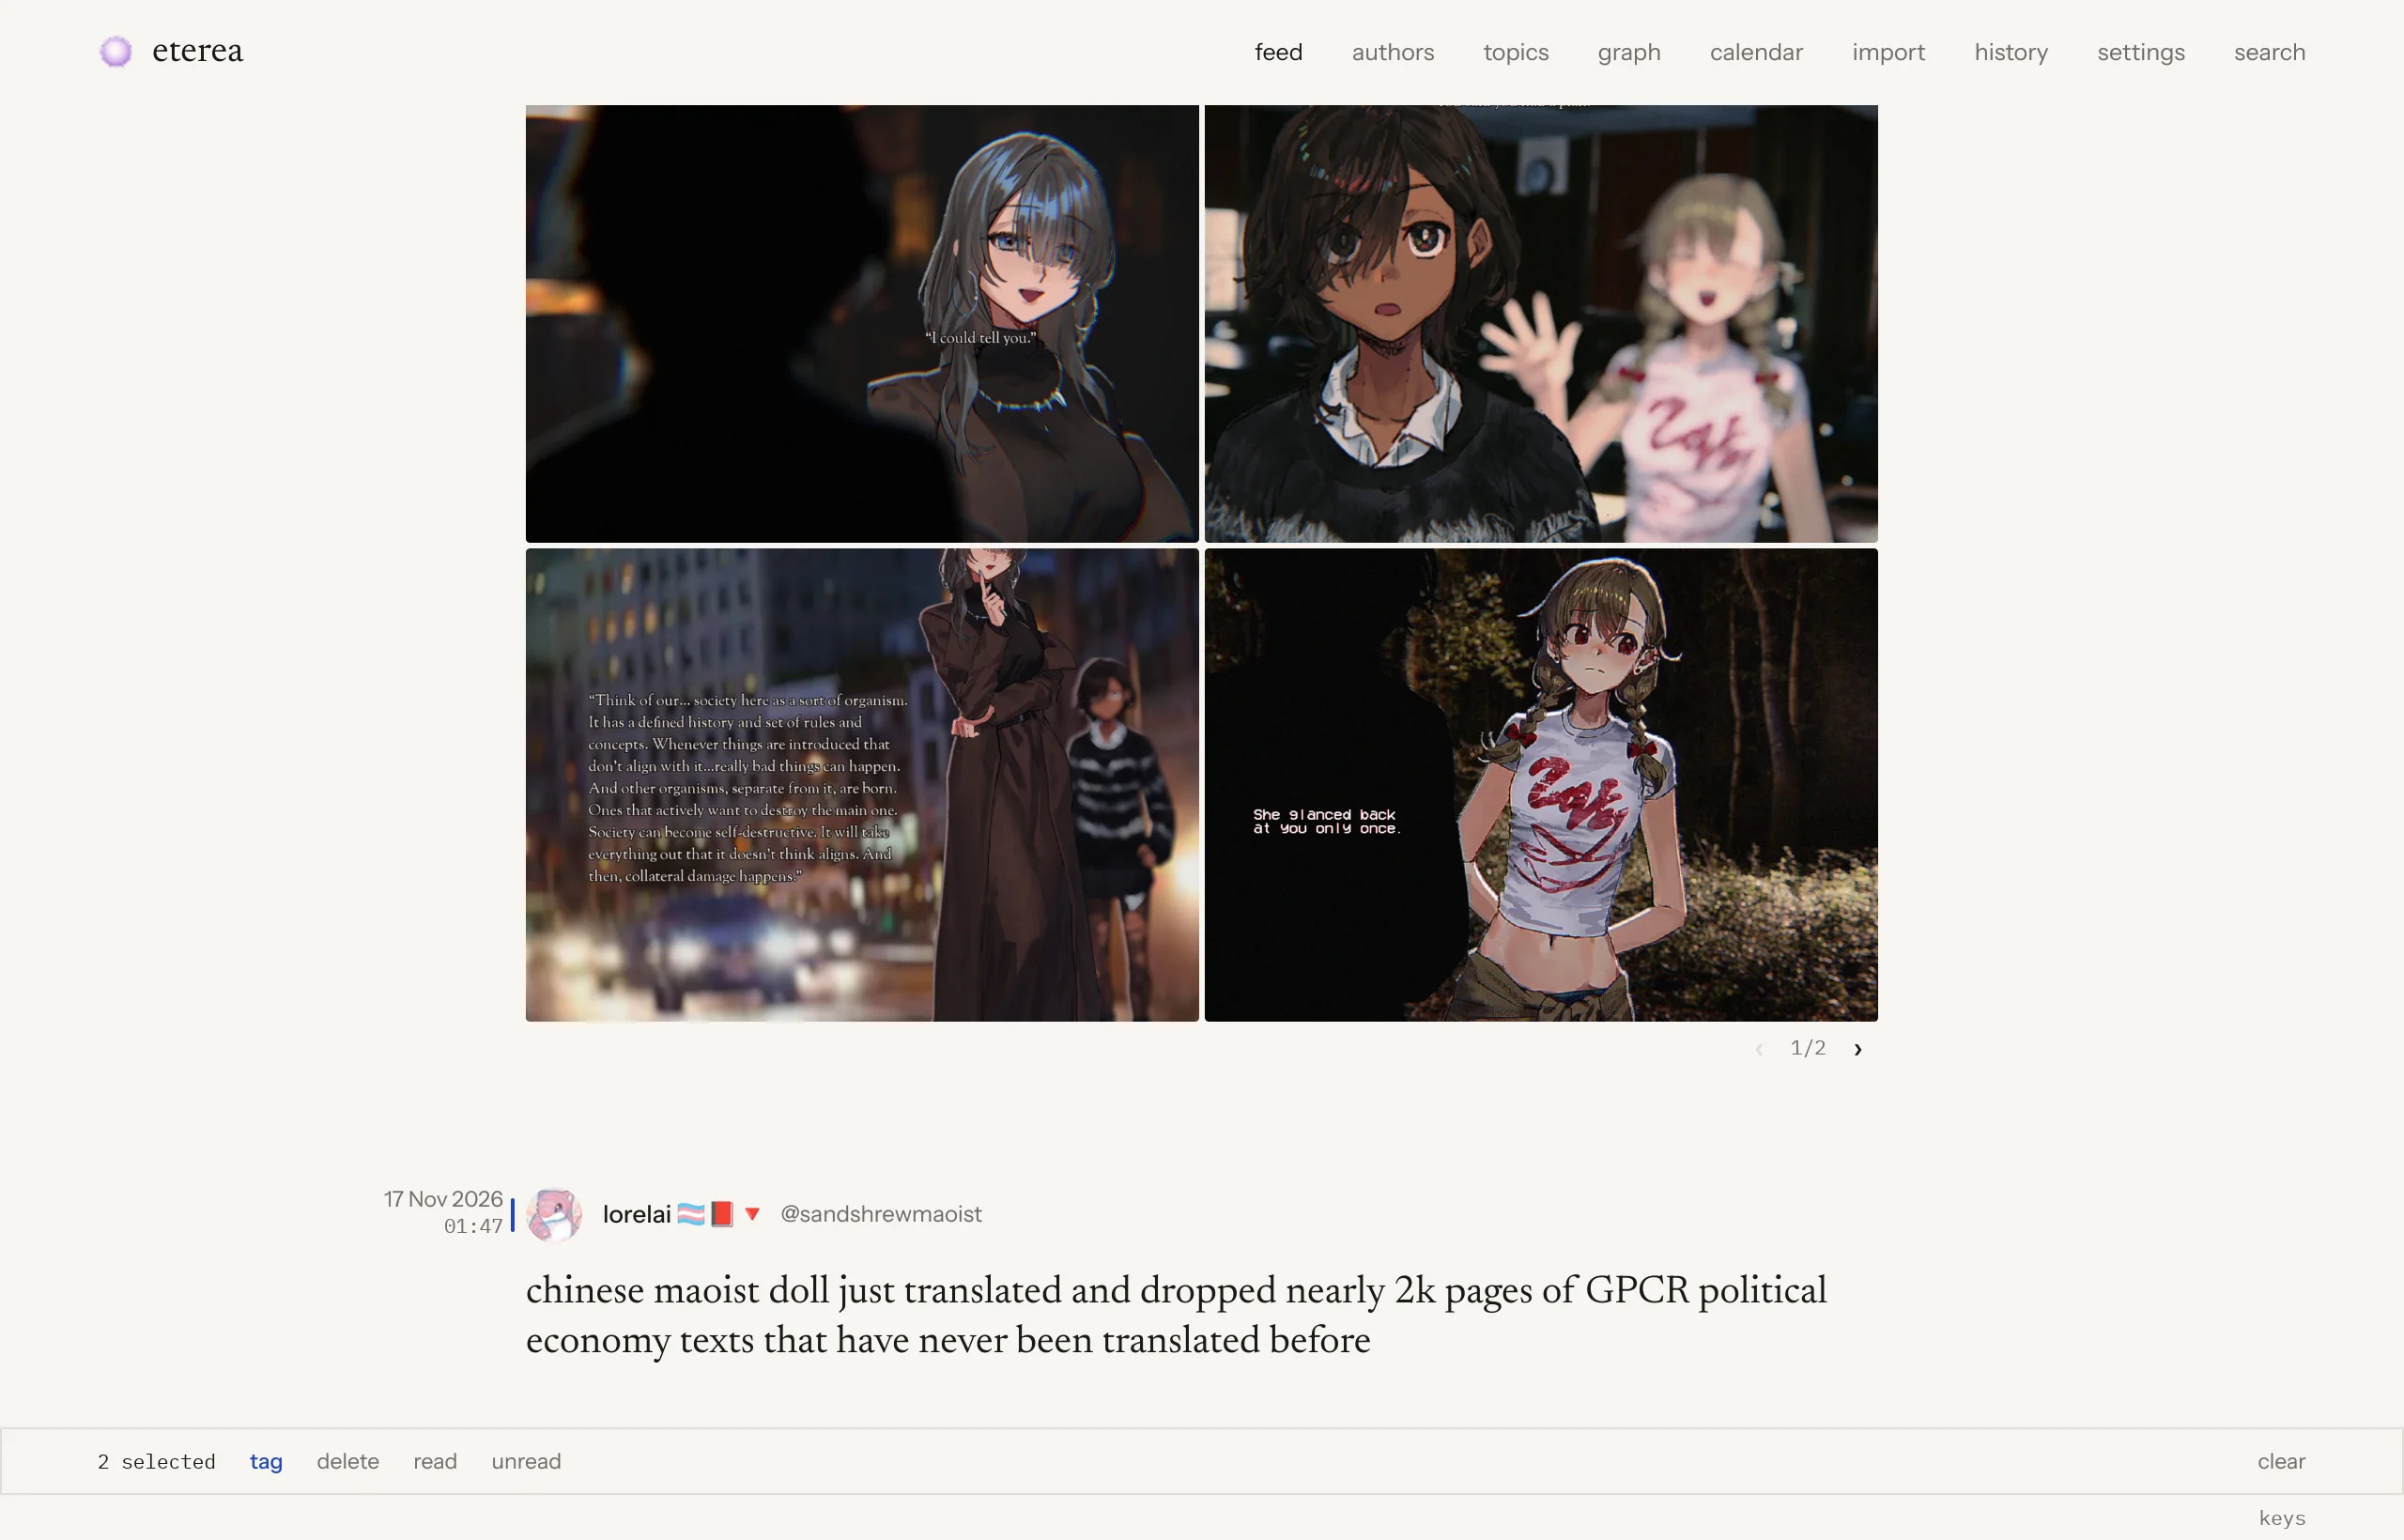 eterea
feed authors topics graph calendar import history settings search
“I could tell you.”
“Think of our... society here as a sort of organism.
It has a defined history and set of rules and
concepts. Whenever things are introduced that
don’t align with it...really bad things can happen.
And other organisms, separate from it, are born.
Ones that actively want to destroy the main one.
Society can become self-destructive. It will take
everything out that it doesn’t think aligns. And
then, collateral damage happens.”
She glanced back
at you only once.
‹ 1/2 ›
17 Nov 2026
01:47
lorelai 🏳️‍⚧️📕🔻 @sandshrewmaoist
chinese maoist doll just translated and dropped nearly 2k pages of GPCR political
economy texts that have never been translated before
2 selected tag delete read unread clear
keys